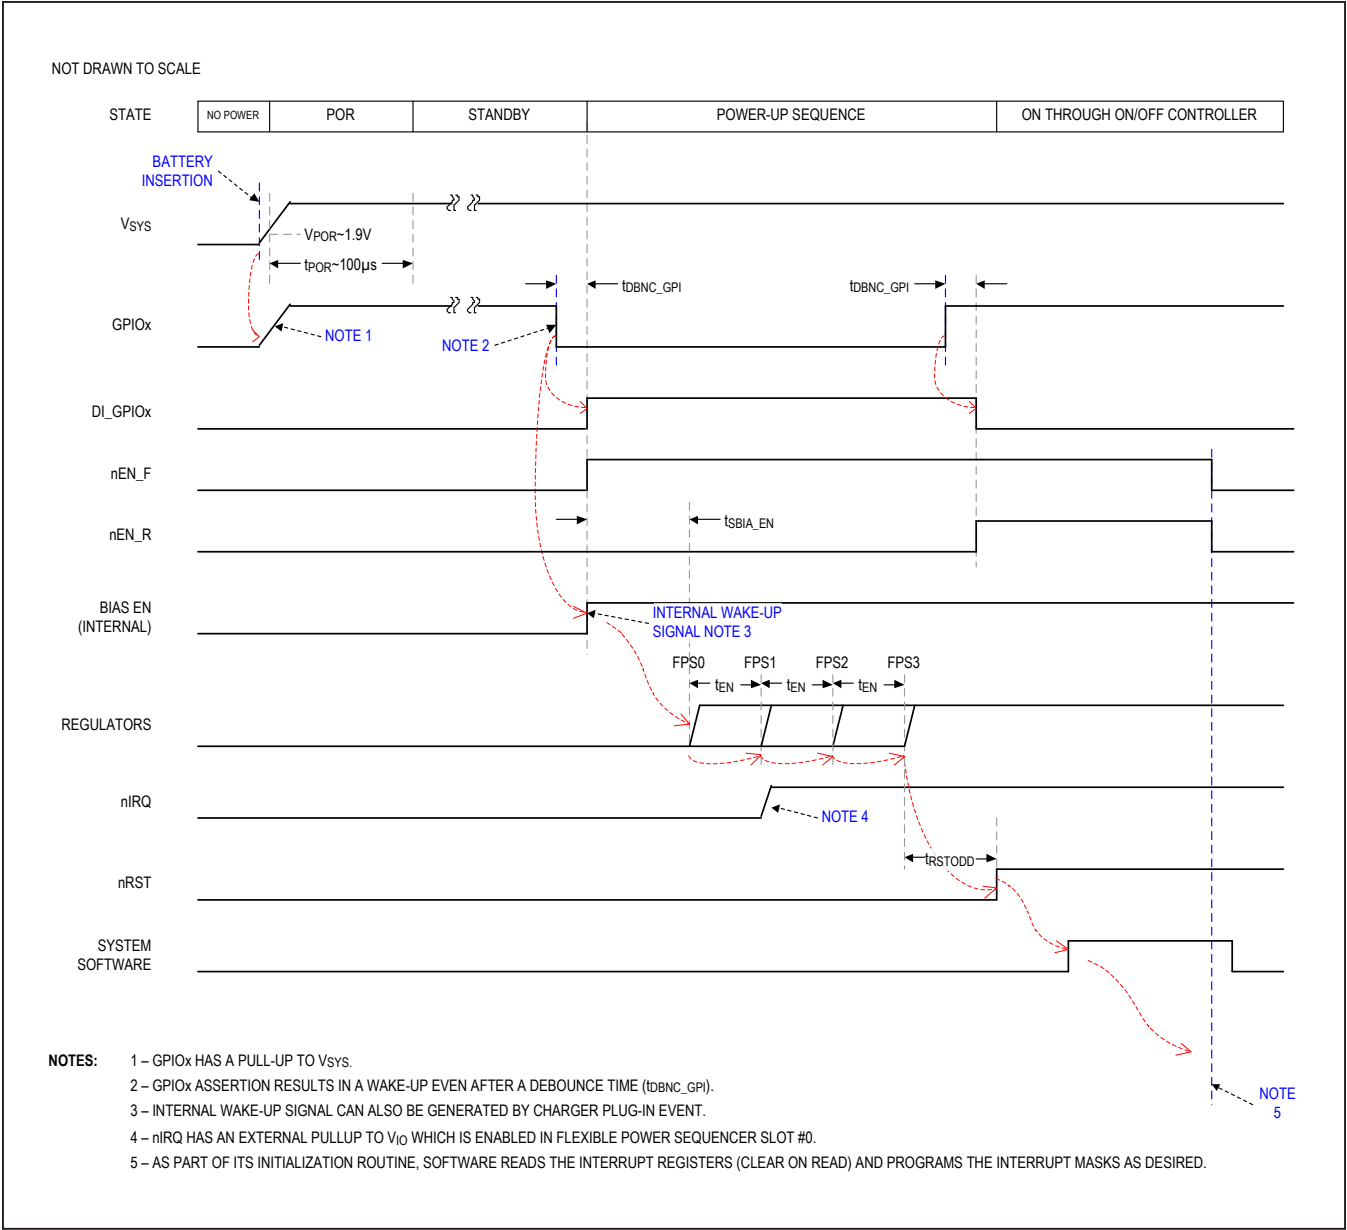 NOT DRAWN TO SCALE
STATE
NO POWER
POR
STANDBY
POWER-UP SEQUENCE
ON THROUGH ON/OFF CONTROLLER
BATTERY
INSERTION
VSYS
VPOR~1.9V
tPOR~100µs
tDBNC_GPI
tDBNC_GPI
GPIOx
NOTE 1
NOTE 2
DI_GPIOx
nEN_F
nEN_R
tSBIA_EN
BIAS EN
(INTERNAL)
INTERNAL WAKE-UP
SIGNAL NOTE 3
FPS0
FPS1
FPS2
FPS3
tEN
tEN
tEN
REGULATORS
nIRQ
NOTE 4
tRSTODD
nRST
SYSTEM
SOFTWARE
NOTE
5
NOTES:
1 – GPIOx HAS A PULL-UP TO VSYS.
2 – GPIOx ASSERTION RESULTS IN A WAKE-UP EVEN AFTER A DEBOUNCE TIME (tDBNC_GPI).
3 – INTERNAL WAKE-UP SIGNAL CAN ALSO BE GENERATED BY CHARGER PLUG-IN EVENT.
4 – nIRQ HAS AN EXTERNAL PULLUP TO VIO WHICH IS ENABLED IN FLEXIBLE POWER SEQUENCER SLOT #0.
5 – AS PART OF ITS INITIALIZATION ROUTINE, SOFTWARE READS THE INTERRUPT REGISTERS (CLEAR ON READ) AND PROGRAMS THE INTERRUPT MASKS AS DESIRED.